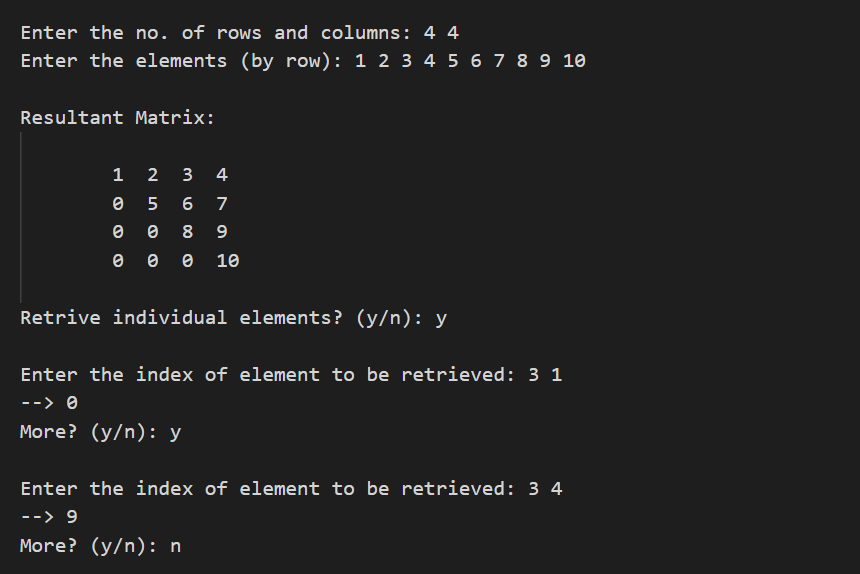 Enter the no. of rows and columns: 4 4
Enter the elements (by row): 1 2 3 4 5 6 7 8 9 10
Resultant Matrix:
1 2 3 4
0 5 6 7
0 0 8 9
0 0 0 10
Retrive individual elements? (y/n): y
Enter the index of element to be retrieved: 3 1
--> 0
More? (y/n): y
Enter the index of element to be retrieved: 3 4
--> 9
More? (y/n): n